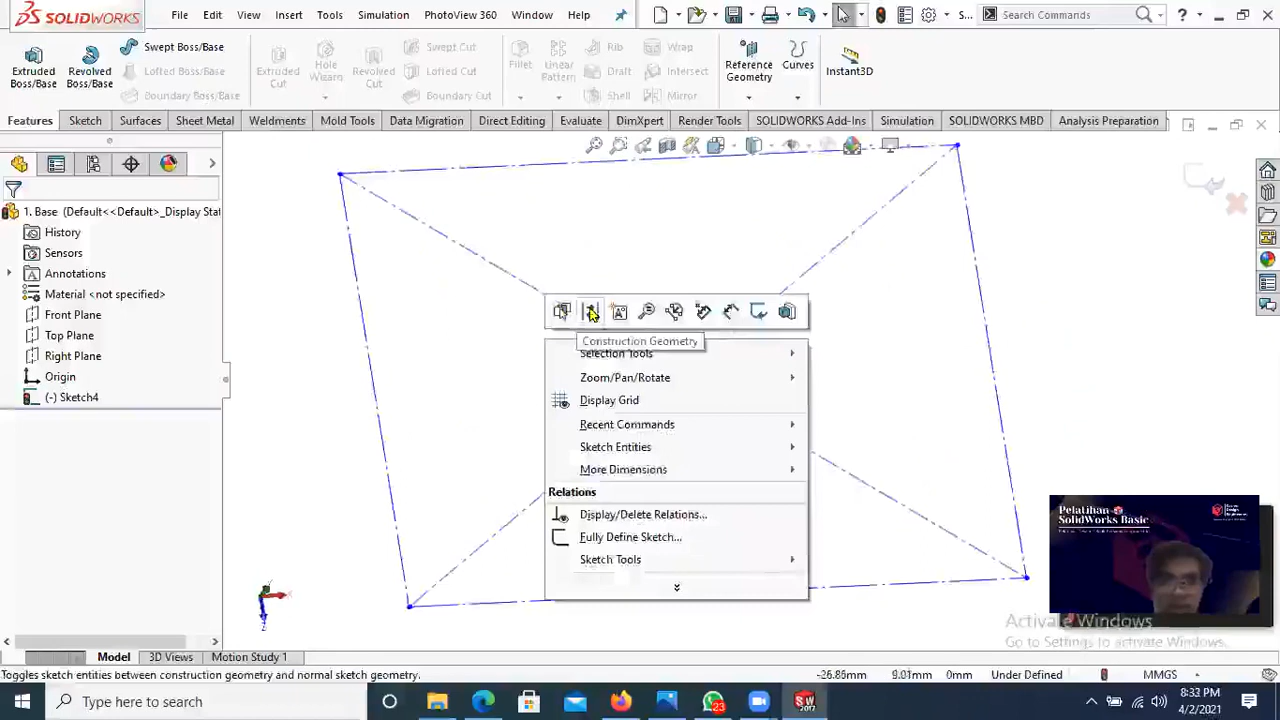 SOLIDWORKS
File Edit View Insert Tools Simulation PhotoView 360 Window Help
S...
Search Commands
Extruded Boss/Base
Revolved Boss/Base
Swept Boss/Base
Lofted Boss/Base
Boundary Boss/Base
Extruded Cut
Hole Wizard
Revolved Cut
Swept Cut
Lofted Cut
Boundary Cut
Fillet
Linear Pattern
Rib
Draft
Shell
Wrap
Intersect
Mirror
Reference Geometry
Curves
Instant3D
Features Sketch Surfaces Sheet Metal Weldments Mold Tools Data Migration Direct Editing Evaluate DimXpert Render Tools SOLIDWORKS Add-Ins Simulation SOLIDWORKS MBD Analysis Preparation
1. Base (Default<<Default>_Display Sta
History
Sensors
Annotations
Material <not specified>
Front Plane
Top Plane
Right Plane
Origin
(-) Sketch4
Construction Geometry
Selection Tools
Zoom/Pan/Rotate
Display Grid
Recent Commands
Sketch Entities
More Dimensions
Relations
Display/Delete Relations...
Fully Define Sketch...
Sketch Tools
Pelatihan
SolidWorks Basic
Activate Windows
Go to Settings to activate Windows.
Model 3D Views Motion Study 1
Toggles sketch entities between construction geometry and normal sketch geometry.
-26.86mm 9.01mm 0mm Under Defined MMGS
Type here to search
23
SW
2017
8:33 PM
4/2/2021